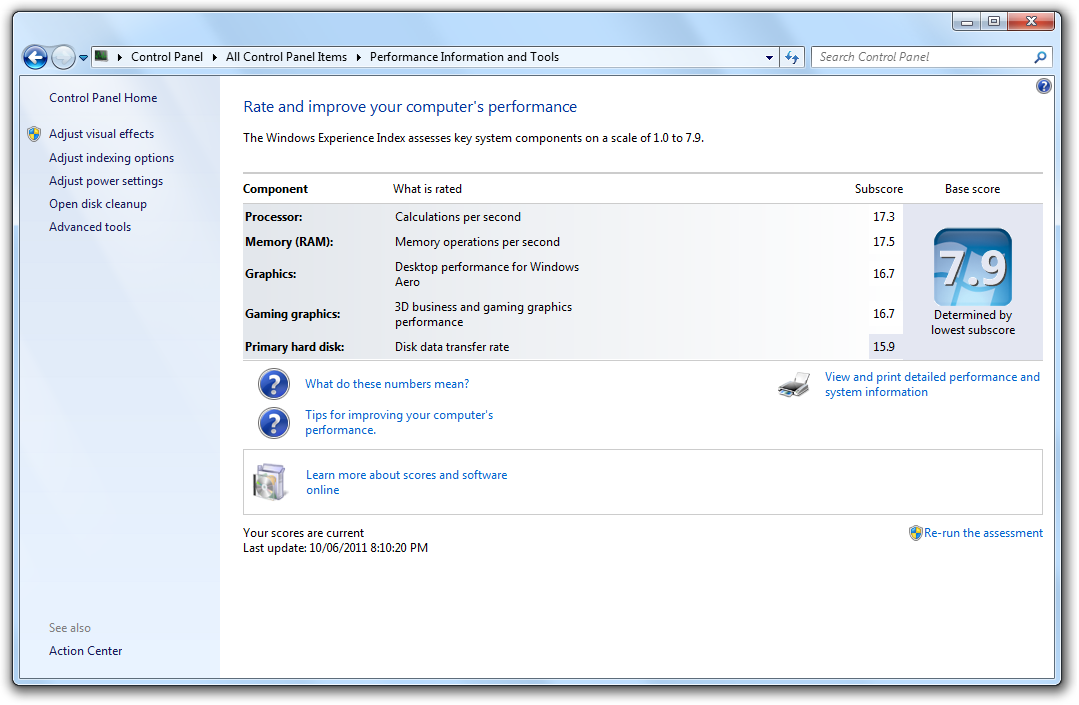 Control Panel
All Control Panel Items
Performance Information and Tools
Search Control Panel
Control Panel Home
Adjust visual effects
Adjust indexing options
Adjust power settings
Open disk cleanup
Advanced tools
See also
Action Center
Rate and improve your computer's performance
The Windows Experience Index assesses key system components on a scale of 1.0 to 7.9.
Component What is rated Subscore Base score
Processor: Calculations per second 17.3
Memory (RAM): Memory operations per second 17.5
Graphics: Desktop performance for Windows
Aero 16.7
Gaming graphics: 3D business and gaming graphics
performance 16.7
Primary hard disk: Disk data transfer rate 15.9
7.9
Determined by
lowest subscore
What do these numbers mean?
Tips for improving your computer's
performance.
View and print detailed performance and
system information
Learn more about scores and software
online
Your scores are current
Last update: 10/06/2011 8:10:20 PM
Re-run the assessment